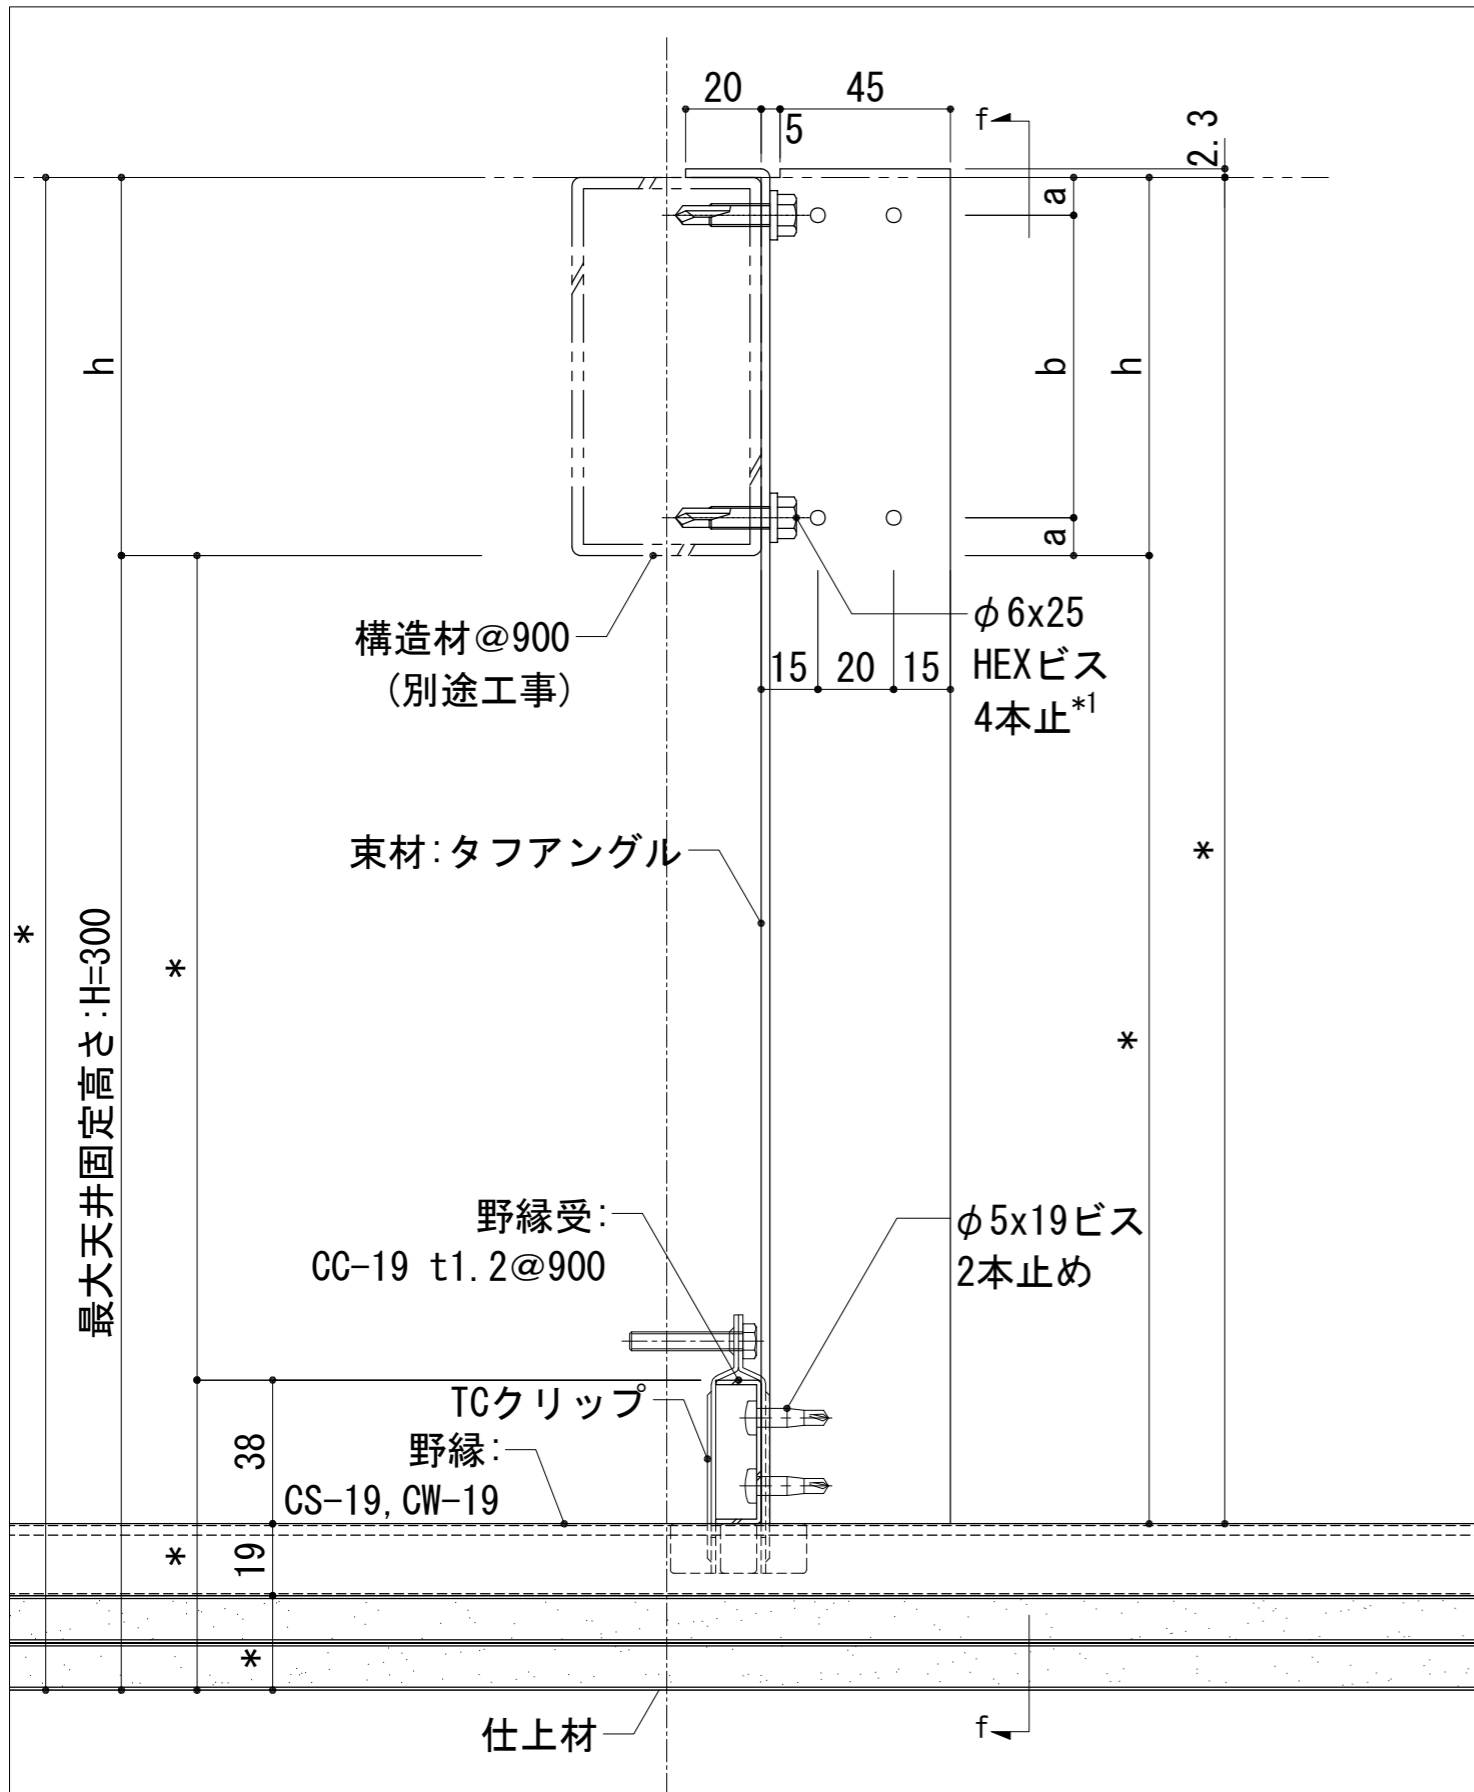 20
45
5
f
2.3
a
h
b
h
a
構造材@900
(別途工事)
15
20
15
φ6x25
HEXビス
4本止*1
束材:タフアングル
*
*
*
*
最大天井固定高さ:H=300
野縁受:
CC-19 t1.2@900
φ5x19ビス
2本止め
TCクリップ
38
野縁:
CS-19,CW-19
*
19
*
仕上材
f